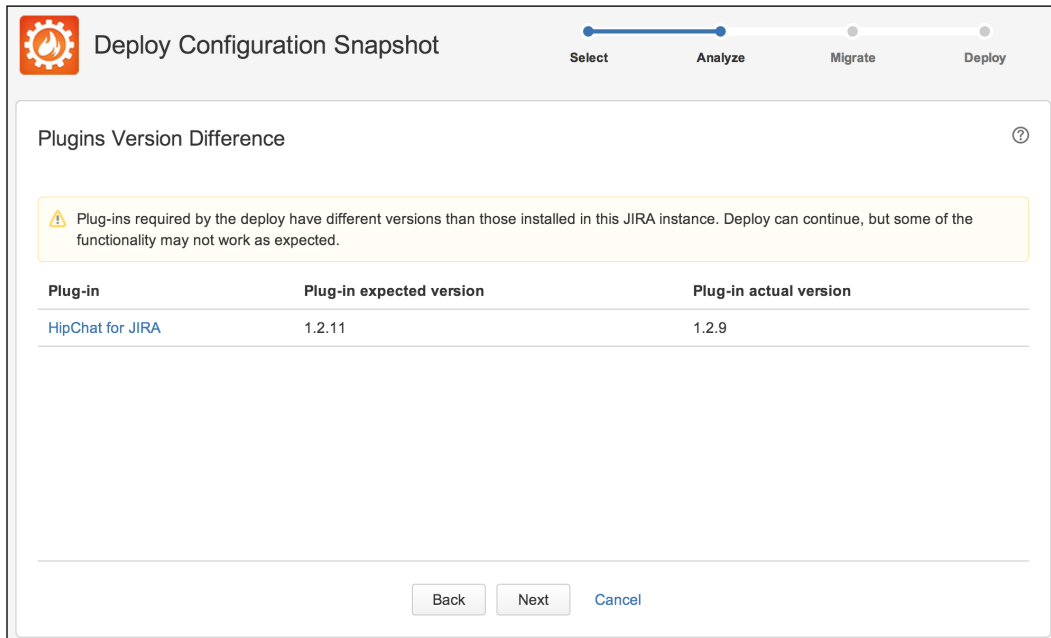 Deploy Configuration Snapshot
Select
Analyze
Migrate
Deploy
Plugins Version Difference
?
Plug-ins required by the deploy have different versions than those installed in this JIRA instance. Deploy can continue, but some of the
functionality may not work as expected.
Plug-in Plug-in expected version Plug-in actual version
HipChat for JIRA 1.2.11 1.2.9
Back Next Cancel